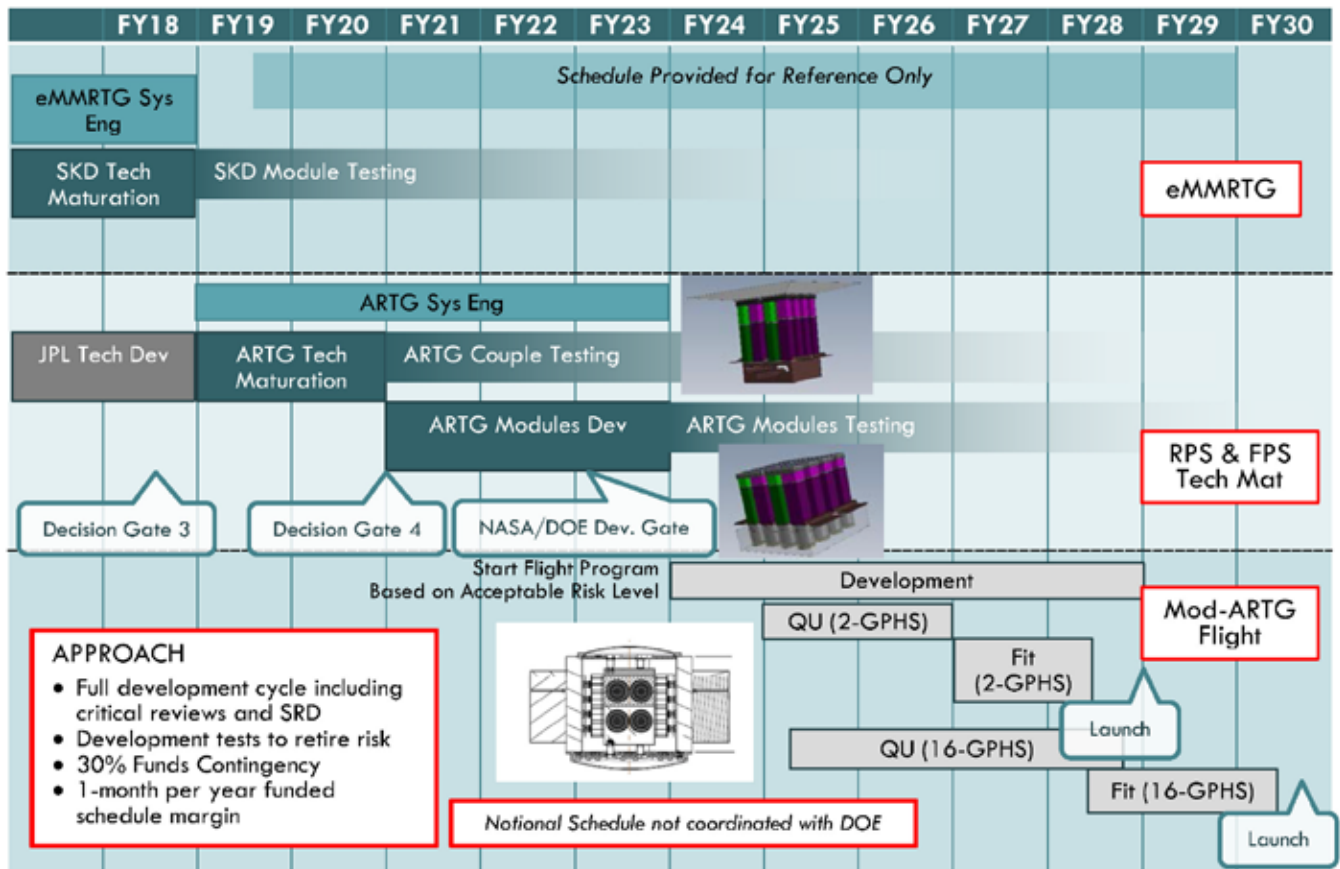 FY18 FY19 FY20 FY21 FY22 FY23 FY24 FY25 FY26 FY27 FY28 FY29 FY30
Schedule Provided for Reference Only
eMMRTG Sys
Eng
SKD Tech
Maturation
SKD Module Testing
eMMRTG
ARTG Sys Eng
JPL Tech Dev
ARTG Tech
Maturation
ARTG Couple Testing
ARTG Modules Dev
ARTG Modules Testing
RPS & FPS
Tech Mat
Decision Gate 3
Decision Gate 4
NASA/DOE Dev. Gate
Start Flight Program
Based on Acceptable Risk Level
Development
QU (2-GPHS)
Fit
(2-GPHS)
Mod-ARTG
Flight
Launch
QU (16-GPHS)
Fit (16-GPHS)
Launch
APPROACH
• Full development cycle including
critical reviews and SRD
• Development tests to retire risk
• 30% Funds Contingency
• 1-month per year funded
schedule margin
Notional Schedule not coordinated with DOE